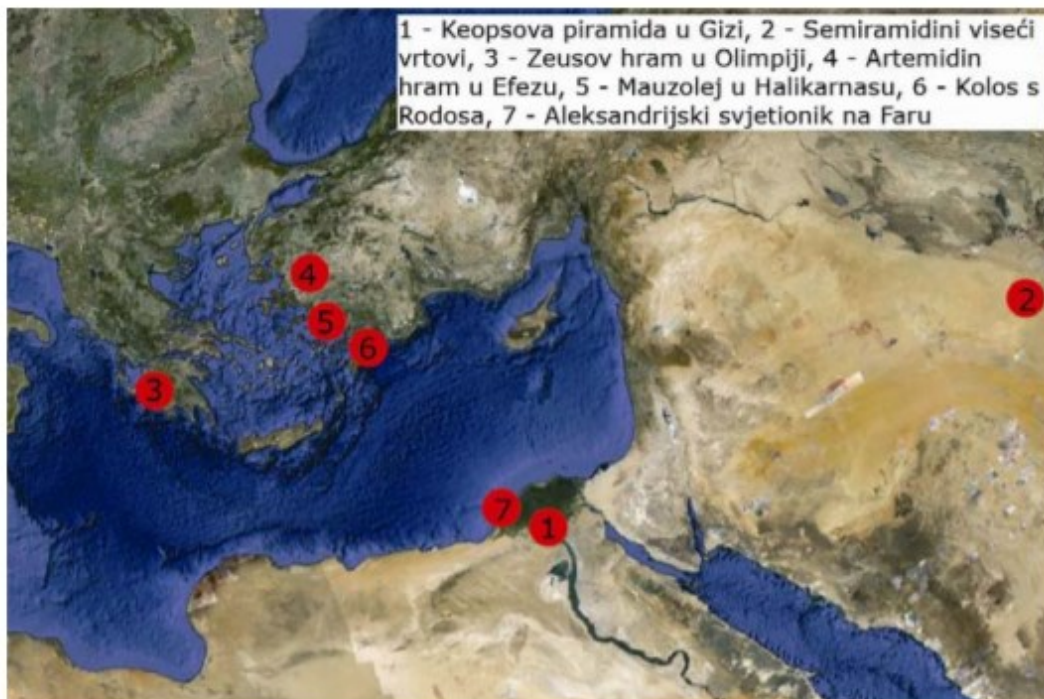 1 - Keopsova piramida u Gizi, 2 - Semiramidini viseći
vrtovi, 3 - Zeusov hram u Olimpiji, 4 - Artemidin
hram u Efezu, 5 - Mauzolej u Halikarnasu, 6 - Kolos s
Rodosa, 7 - Aleksandrijski svjetionik na Faru
4
2
5
6
3
7
1